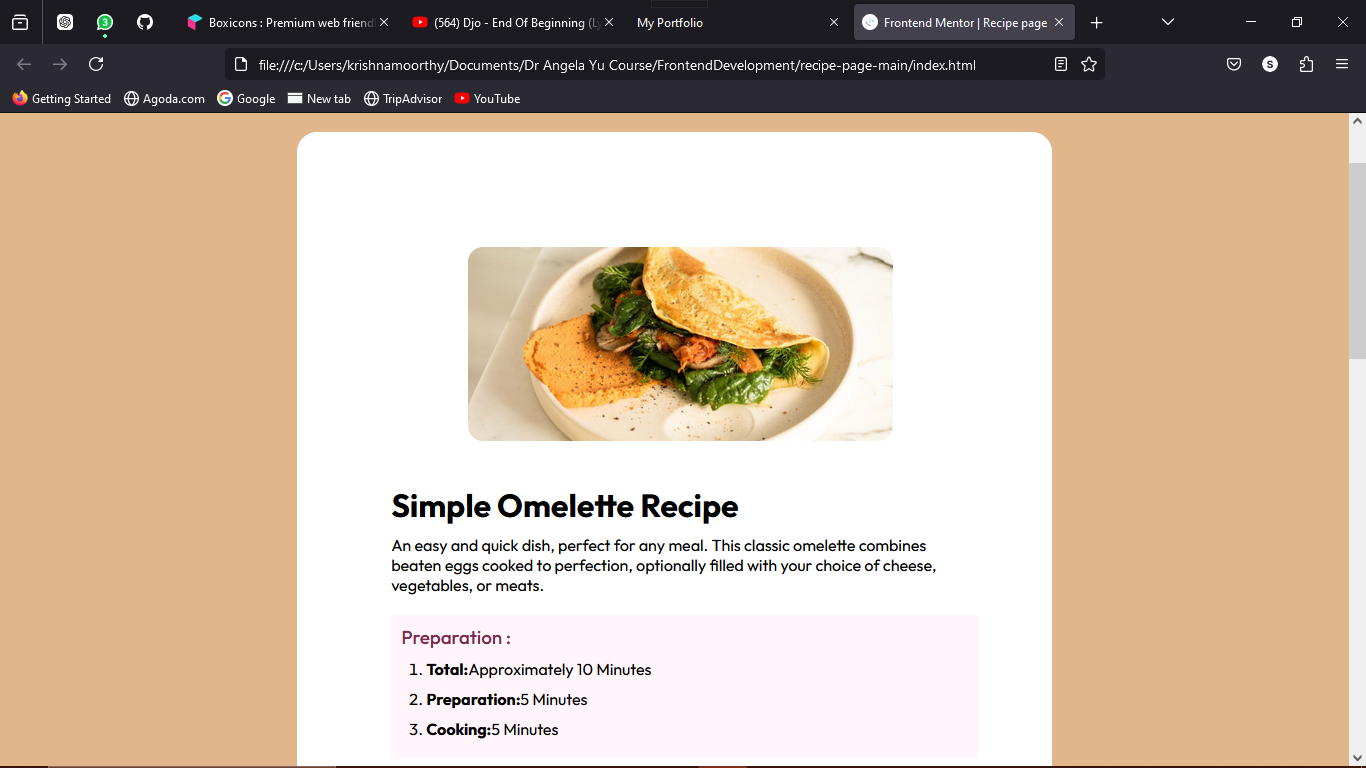 3
Boxicons : Premium web friend
(564) Djo - End Of Beginning (Ly
My Portfolio
Frontend Mentor | Recipe page
file:///c:/Users/krishnamoorthy/Documents/Dr Angela Yu Course/FrontendDevelopment/recipe-page-main/index.html
S
Getting Started
Agoda.com
Google
New tab
TripAdvisor
YouTube
Simple Omelette Recipe
An easy and quick dish, perfect for any meal. This classic omelette combines
beaten eggs cooked to perfection, optionally filled with your choice of cheese,
vegetables, or meats.
Preparation :
1. Total:Approximately 10 Minutes
2. Preparation:5 Minutes
3. Cooking:5 Minutes